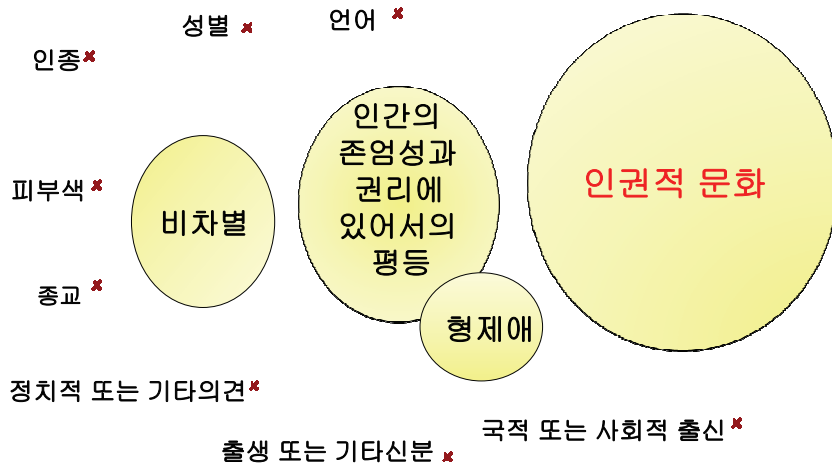 성별
언어
인종
인간의
존엄성과
권리에
있어서의
평등
인권적 문화
피부색
비차별
종교
형제애
정치적 또는 기타의견
국적 또는 사회적 출신
출생 또는 기타신분